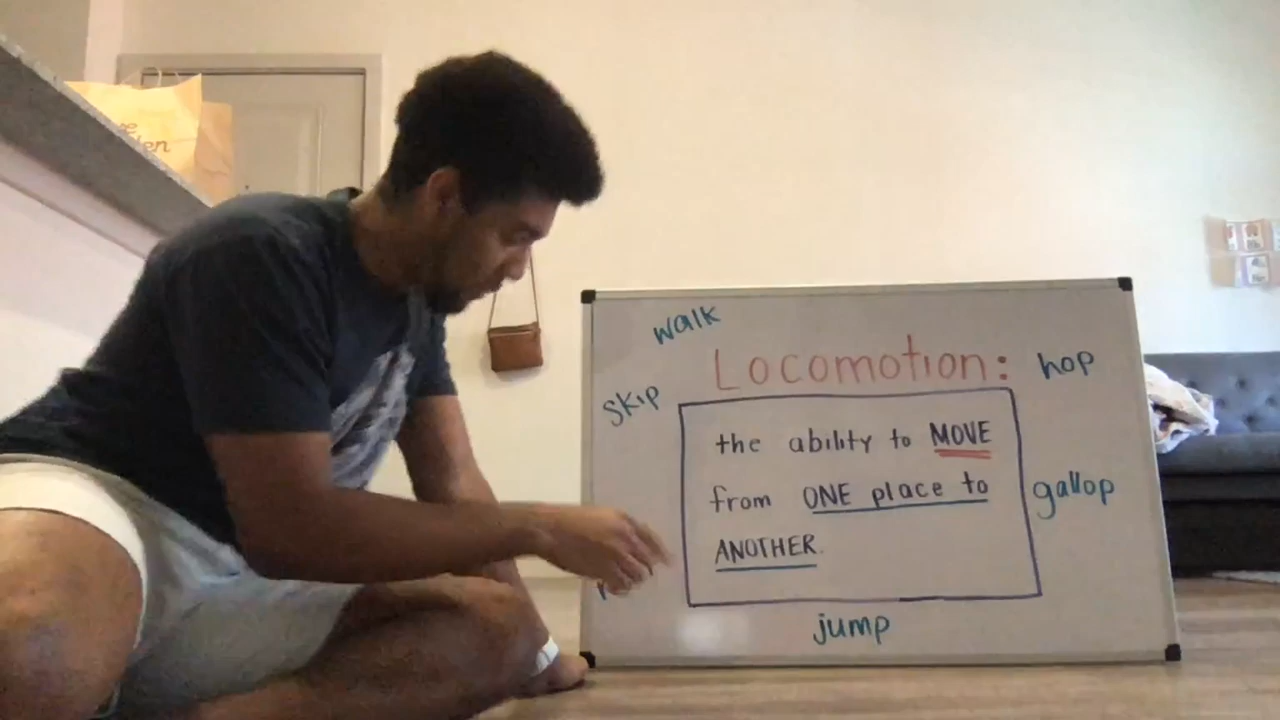 walk
Locomotion:
hop
skip
the ability to MOVE
from ONE place to
gallop
ANOTHER.
jump